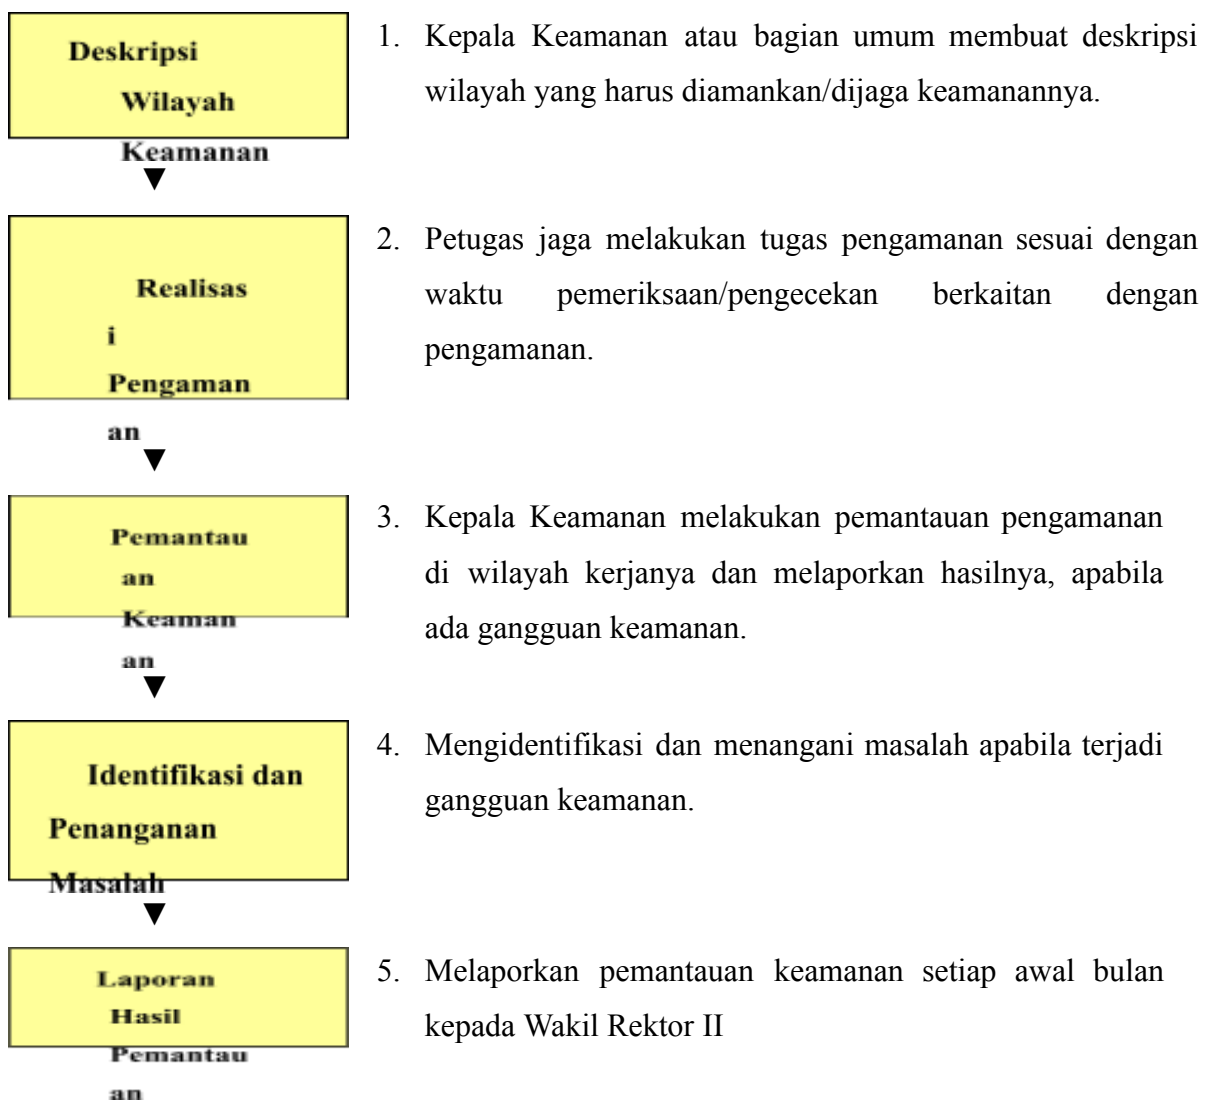 Deskripsi
Wilayah
Keamanan
▼
1. Kepala Keamanan atau bagian umum membuat deskripsi
wilayah yang harus diamankan/dijaga keamanannya.
Realisas
i
Pengaman
an
▼
2. Petugas jaga melakukan tugas pengamanan sesuai dengan
waktu pemeriksaan/pengecekan berkaitan dengan
pengamanan.
Pemantau
an
Keaman
an
▼
3. Kepala Keamanan melakukan pemantauan pengamanan
di wilayah kerjanya dan melaporkan hasilnya, apabila
ada gangguan keamanan.
Identifikasi dan
Penanganan
Masalah
▼
4. Mengidentifikasi dan menangani masalah apabila terjadi
gangguan keamanan.
Laporan
Hasil
Pemantau
an
5. Melaporkan pemantauan keamanan setiap awal bulan
kepada Wakil Rektor II